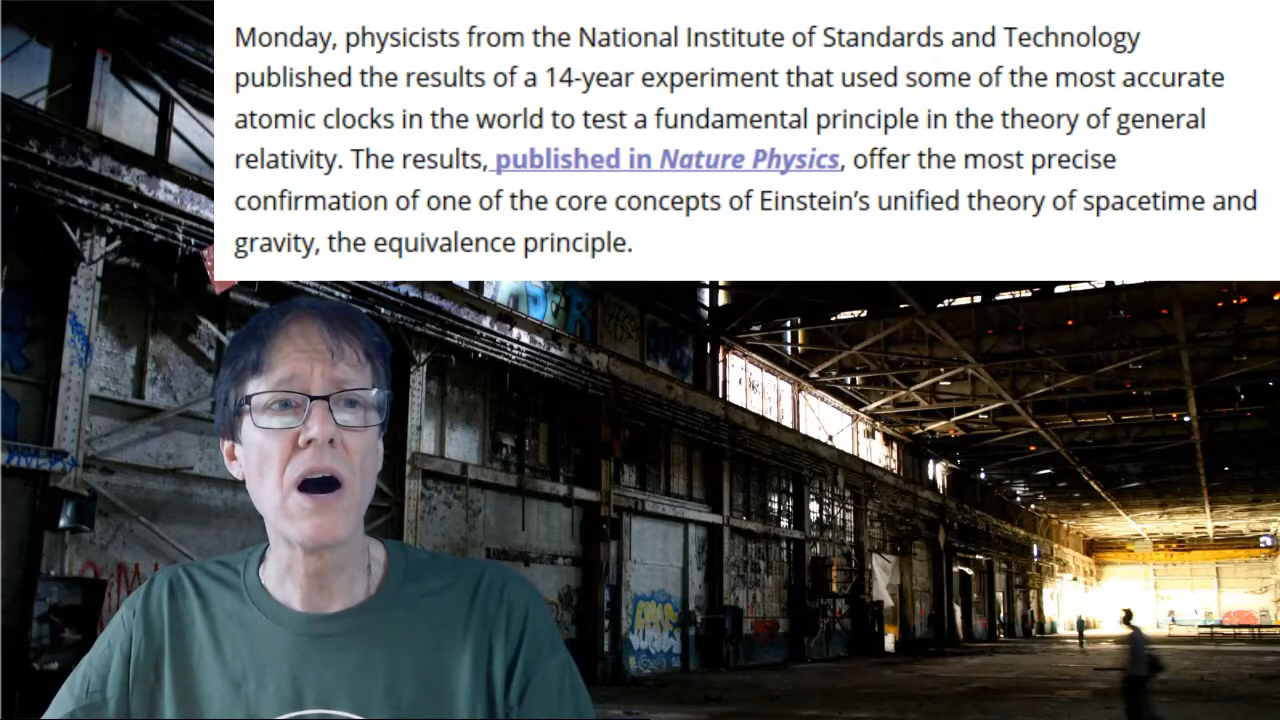 Monday, physicists from the National Institute of Standards and Technology
published the results of a 14-year experiment that used some of the most accurate
atomic clocks in the world to test a fundamental principle in the theory of general
relativity. The results, published in Nature Physics, offer the most precise
confirmation of one of the core concepts of Einstein’s unified theory of spacetime and
gravity, the equivalence principle.